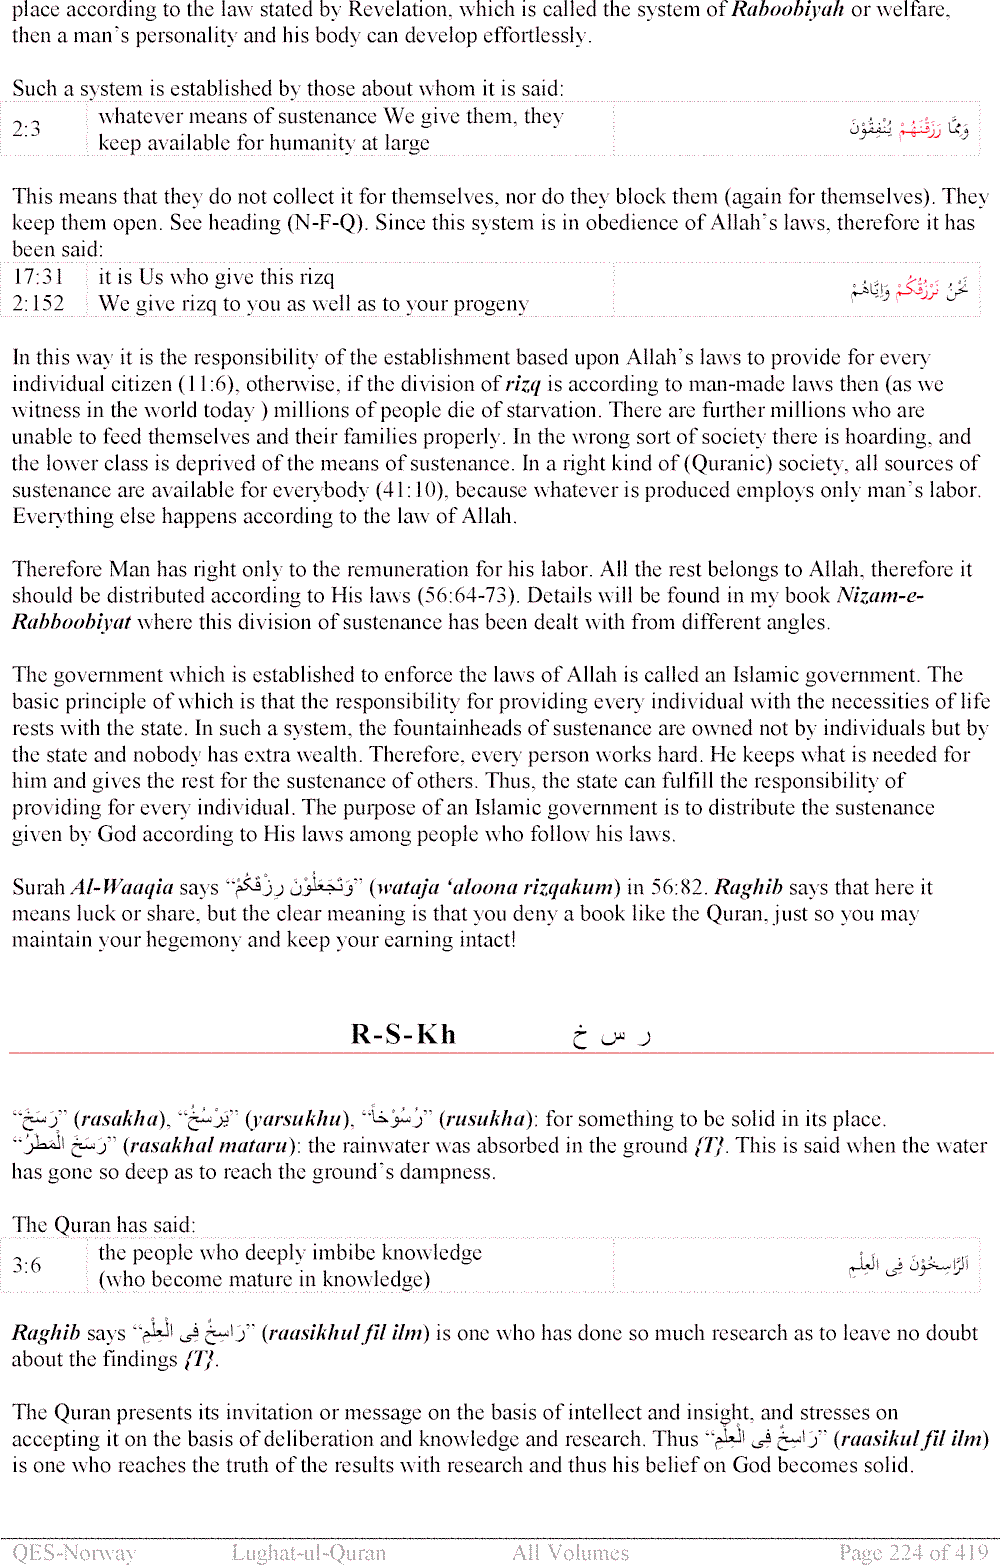 place according to the law stated by Revelation, which is called the system of Raboobiyah or welfare,
then a man's personality and his body can develop effortlessly.
Such a system is established by those about whom it is said:
2:3 whatever means of sustenance We give them, they
keep available for humanity at large
وَمِمَّا رَزَقْنَهُمْ يُنْفِقُوْنَ
This means that they do not collect it for themselves, nor do they block them (again for themselves). They
keep them open. See heading (N-F-Q). Since this system is in obedience of Allah's laws, therefore it has
been said:
17:31 it is Us who give this rizq
2:152 We give rizq to you as well as to your progeny
نَحْنُ نَرْزُقُكُمْ وَاِيَّاهُمْ
In this way it is the responsibility of the establishment based upon Allah's laws to provide for every
individual citizen (11:6), otherwise, if the division of rizq is according to man-made laws then (as we
witness in the world today ) millions of people die of starvation. There are further millions who are
unable to feed themselves and their families properly. In the wrong sort of society there is hoarding, and
the lower class is deprived of the means of sustenance. In a right kind of (Quranic) society, all sources of
sustenance are available for everybody (41:10), because whatever is produced employs only man's labor.
Everything else happens according to the law of Allah.
Therefore Man has right only to the remuneration for his labor. All the rest belongs to Allah, therefore it
should be distributed according to His laws (56:64-73). Details will be found in my book Nizam-e-
Rabboobiyat where this division of sustenance has been dealt with from different angles.
The government which is established to enforce the laws of Allah is called an Islamic government. The
basic principle of which is that the responsibility for providing every individual with the necessities of life
rests with the state. In such a system, the fountainheads of sustenance are owned not by individuals but by
the state and nobody has extra wealth. Therefore, every person works hard. He keeps what is needed for
him and gives the rest for the sustenance of others. Thus, the state can fulfill the responsibility of
providing for every individual. The purpose of an Islamic government is to distribute the sustenance
given by God according to His laws among people who follow his laws.
Surah Al-Waaqia says “وَتَجَعَلُوْنَ رِزْقَكُمْ” (wataja ‘aloona rizqakum) in 56:82. Raghib says that here it
means luck or share, but the clear meaning is that you deny a book like the Quran, just so you may
maintain your hegemony and keep your earning intact!
R-S-Kh ر س خ
“رَسَخَ” (rasakha), “يَرْسُخُ” (yarsukhu), “رُسُوْخاً” (rusukha): for something to be solid in its place.
“رَسَخَ الْمَطَرُ” (rasakhal mataru): the rainwater was absorbed in the ground {T}. This is said when the water
has gone so deep as to reach the ground's dampness.
The Quran has said:
3:6 the people who deeply imbibe knowledge
(who become mature in knowledge)
اَلرَّاسِخُوْنَ فِى الَعِلْمِ
Raghib says “رَاسِخُ فِى الْعِلْمِ” (raasikhul fil ilm) is one who has done so much research as to leave no doubt
about the findings {T}.
The Quran presents its invitation or message on the basis of intellect and insight, and stresses on
accepting it on the basis of deliberation and knowledge and research. Thus “رَاسِخُ فِى الْعِلْمِ” (raasikul fil ilm)
is one who reaches the truth of the results with research and thus his belief on God becomes solid.
QES-Norway Lughat-ul-Quran All Volumes Page 224 of 419